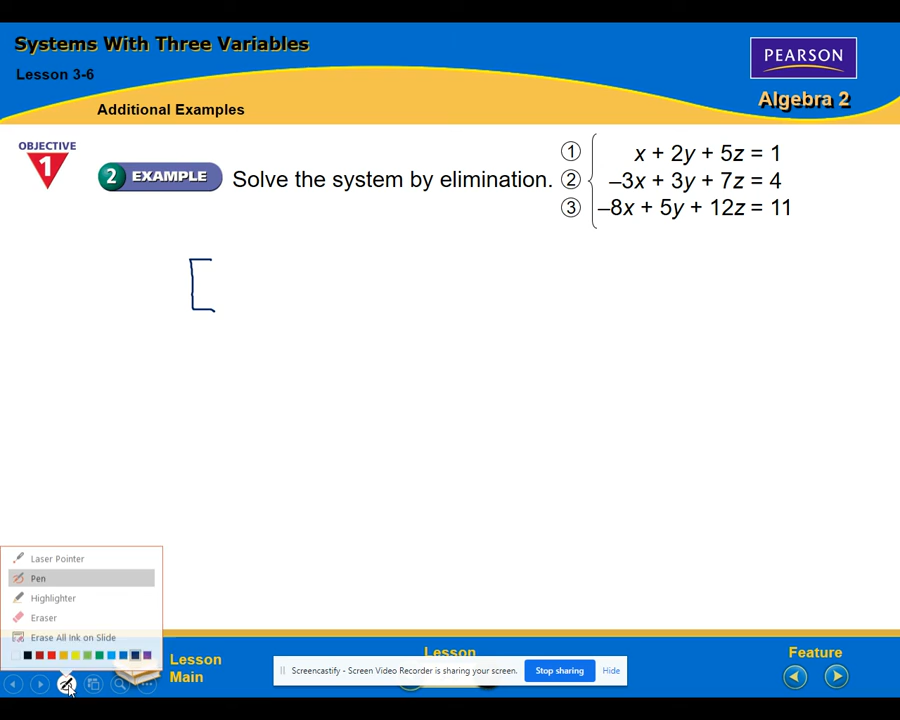 Systems With Three Variables
PEARSON
Lesson 3-6
Algebra 2
Additional Examples
OBJECTIVE
1
2 EXAMPLE Solve the system by elimination.
① x + 2y + 5z = 1
② –3x + 3y + 7z = 4
③ –8x + 5y + 12z = 11
Laser Pointer
Pen
Highlighter
Eraser
Erase All Ink on Slide
Lesson
Main
Lesson
Feature
Screencastify - Screen Video Recorder is sharing your screen.
Stop sharing
Hide